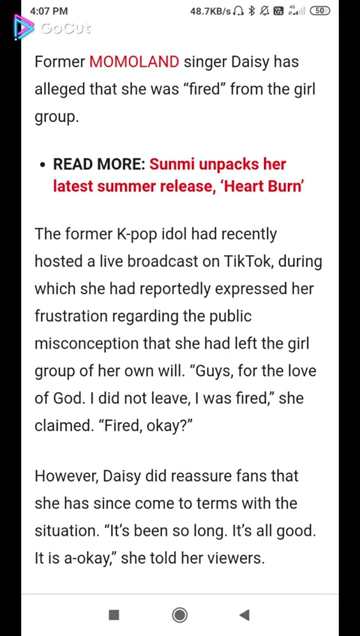 4:07 PM 48.7KB/s 4G 50
GoCut
Former MOMOLAND singer Daisy has
alleged that she was “fired” from the girl
group.
• READ MORE: Sunmi unpacks her
latest summer release, ‘Heart Burn’
The former K-pop idol had recently
hosted a live broadcast on TikTok, during
which she had reportedly expressed her
frustration regarding the public
misconception that she had left the girl
group of her own will. “Guys, for the love
of God. I did not leave, I was fired,” she
claimed. “Fired, okay?”
However, Daisy did reassure fans that
she has since come to terms with the
situation. “It’s been so long. It’s all good.
It is a-okay,” she told her viewers.